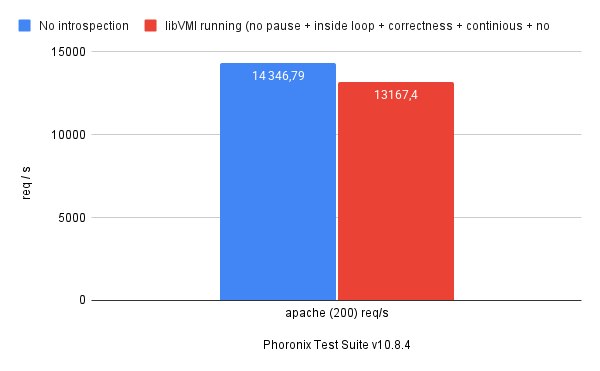 No introspection
libVMI running (no pause + inside loop + correctness + continious + no
15000
14 346,79
13167,4
10000
req / s
5000
0
apache (200) req/s
Phoronix Test Suite v10.8.4